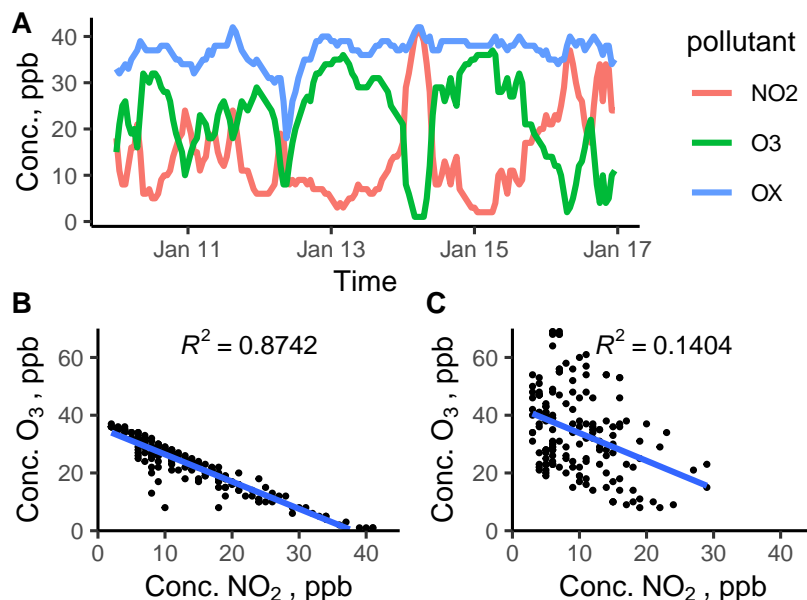 A
Conc., ppb
40
30
20
10
0
Jan 11 Jan 13 Jan 15 Jan 17
Time
pollutant
NO2
O3
OX
B
R² = 0.8742
Conc. O₃ , ppb
60
40
20
0
0 10 20 30 40
Conc. NO₂ , ppb
C
R² = 0.1404
Conc. O₃ , ppb
60
40
20
0
0 10 20 30 40
Conc. NO₂ , ppb